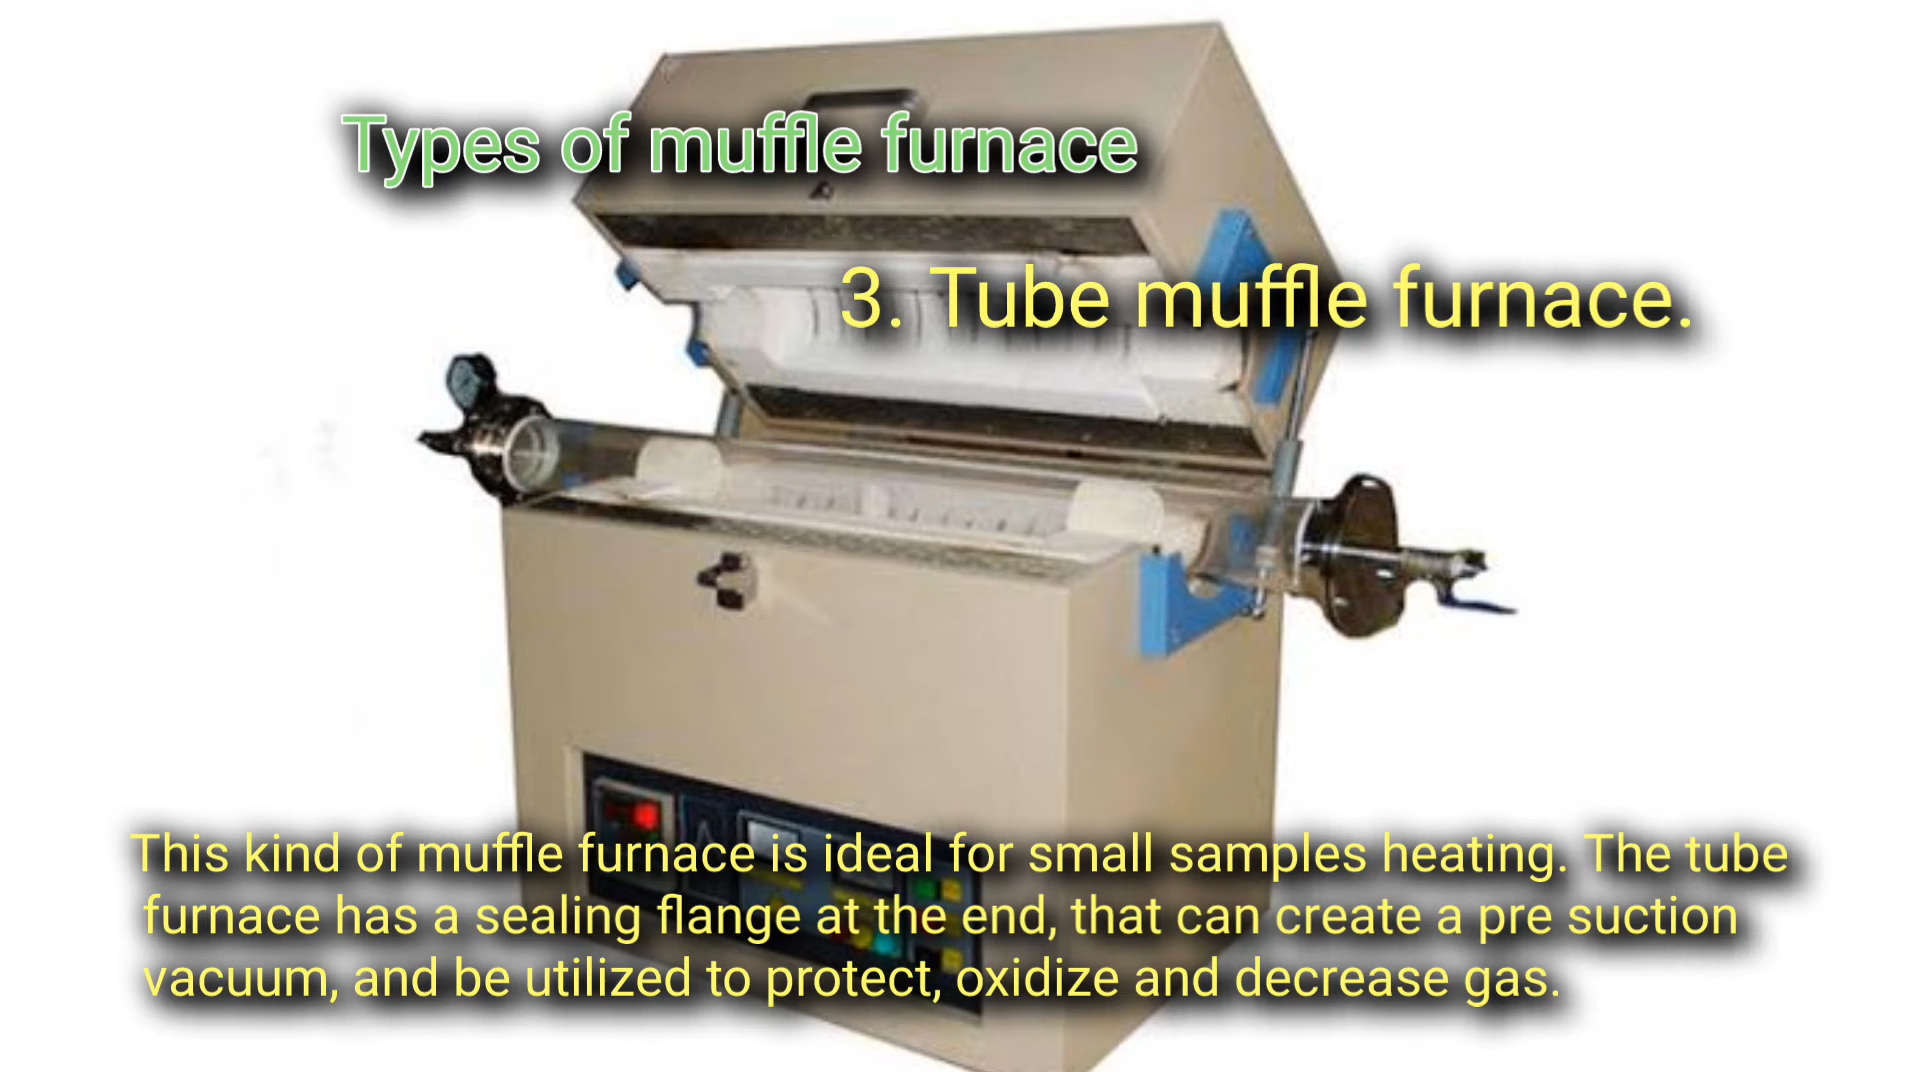 Types of muffle furnace
3. Tube muffle furnace.
This kind of muffle furnace is ideal for small samples heating. The tube
furnace has a sealing flange at the end, that can create a pre suction
vacuum, and be utilized to protect, oxidize and decrease gas.